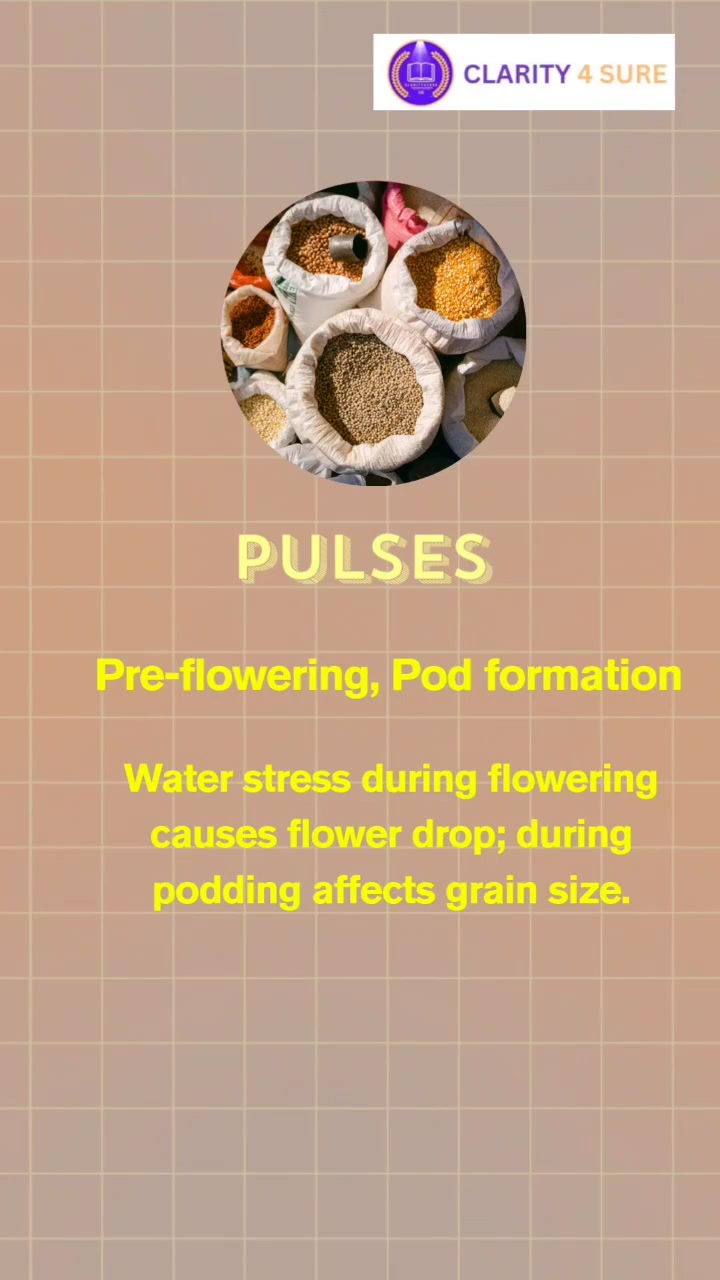 CLARITY 4 SURE
PULSES
Pre-flowering, Pod formation
Water stress during flowering
causes flower drop; during
podding affects grain size.